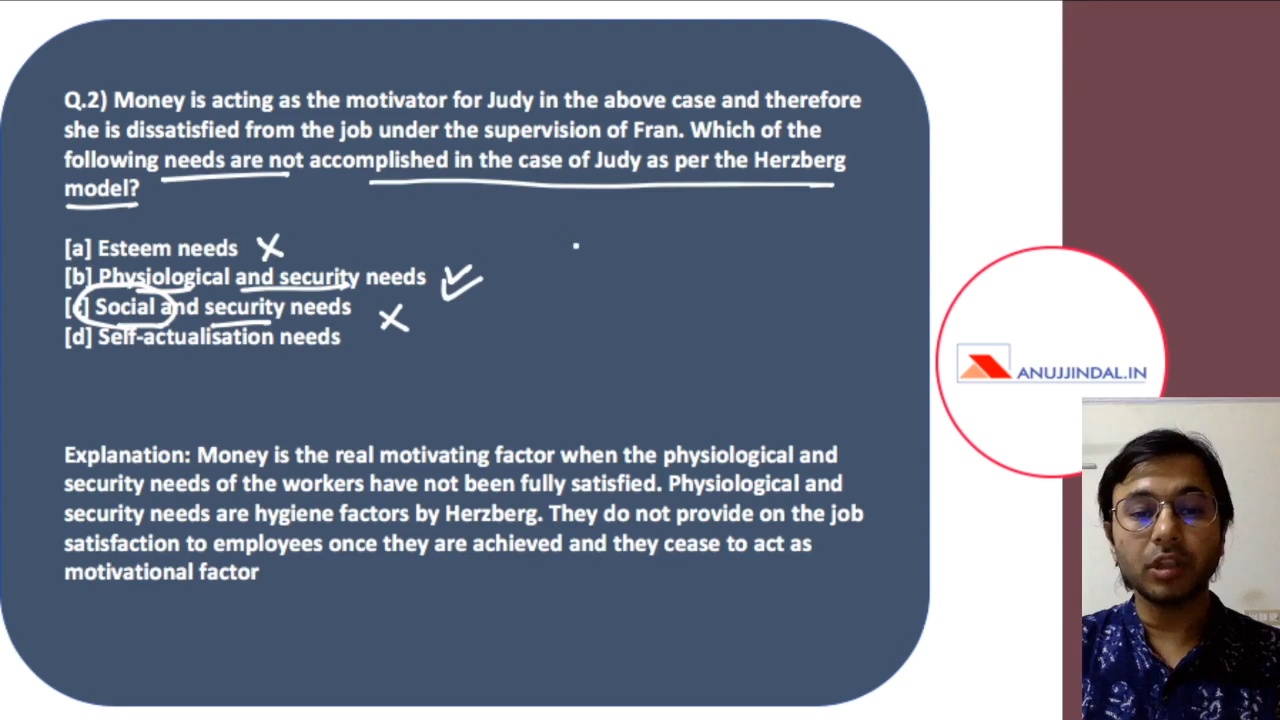 Q.2) Money is acting as the motivator for Judy in the above case and therefore
she is dissatisfied from the job under the supervision of Fran. Which of the
following needs are not accomplished in the case of Judy as per the Herzberg
model?
[a] Esteem needs
[b] Physiological and security needs
[c] Social and security needs
[d] Self-actualisation needs
Explanation: Money is the real motivating factor when the physiological and
security needs of the workers have not been fully satisfied. Physiological and
security needs are hygiene factors by Herzberg. They do not provide on the job
satisfaction to employees once they are achieved and they cease to act as
motivational factor
ANUJJINDAL.IN